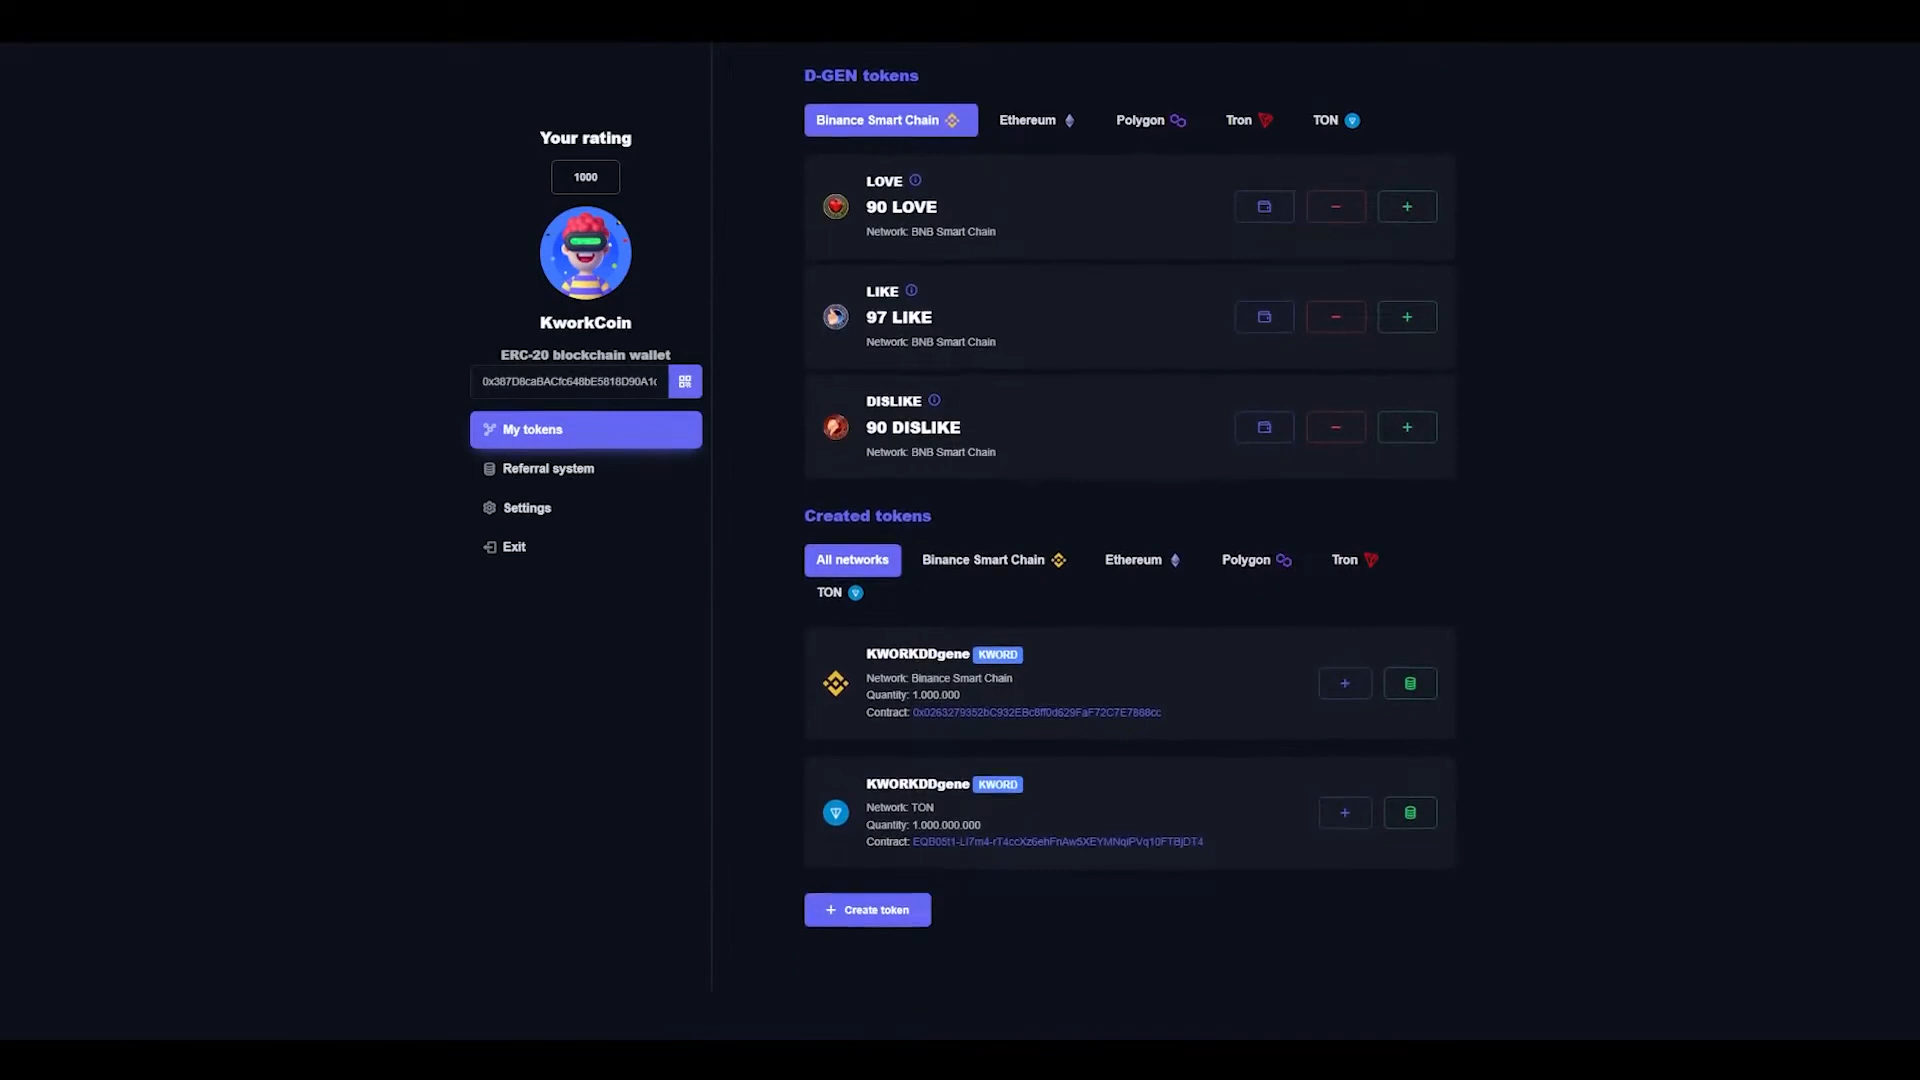 Your rating
1000
KworkCoin
ERC-20 blockchain wallet
My tokens
Referral system
Settings
Exit
D-GEN tokens
Binance Smart Chain Ethereum Polygon Tron TON
LOVE
90 LOVE
Network: BNB Smart Chain
LIKE
97 LIKE
Network: BNB Smart Chain
DISLIKE
90 DISLIKE
Network: BNB Smart Chain
Created tokens
All networks Binance Smart Chain Ethereum Polygon Tron
TON
KWORKDDgene KWORD
Network: Binance Smart Chain
Quantity: 1.000.000
Contract:
KWORKDDgene KWORD
Network: TON
Quantity: 1.000.000.000
Contract:
+ Create token